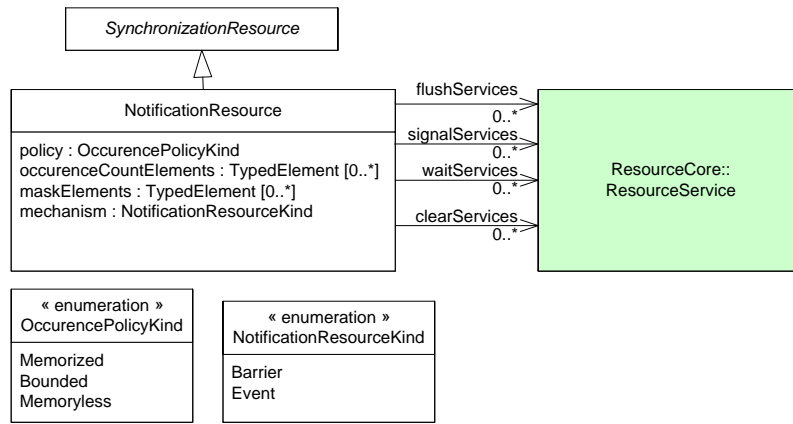 SynchronizationResource
NotificationResource
policy : OccurencePolicyKind
occurenceCountElements : TypedElement [0..*]
maskElements : TypedElement [0..*]
mechanism : NotificationResourceKind
flushServices
0..*
signalServices
0..*
waitServices
0..*
clearServices
0..*
ResourceCore::
ResourceService
« enumeration »
OccurencePolicyKind
Memorized
Bounded
Memoryless
« enumeration »
NotificationResourceKind
Barrier
Event